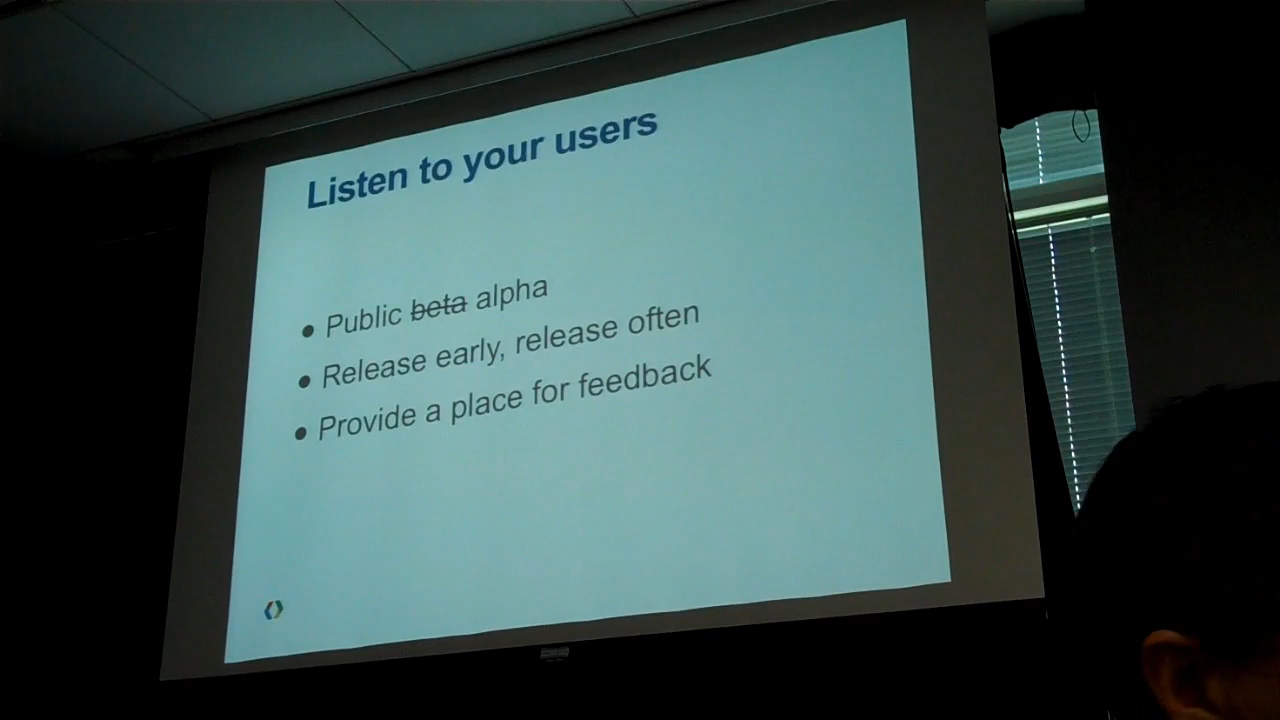 Listen to your users
• Public beta alpha
• Release early, release often
• Provide a place for feedback